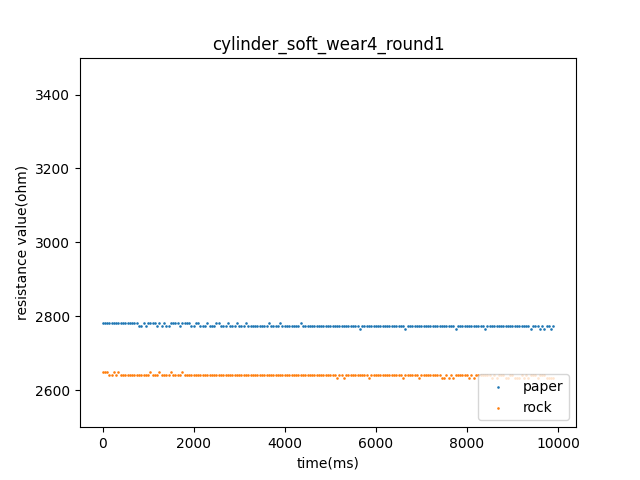 cylinder_soft_wear4_round1
resistance value(ohm)
3400
3200
3000
2800
2600
0
2000
4000
6000
8000
10000
time(ms)
paper
rock